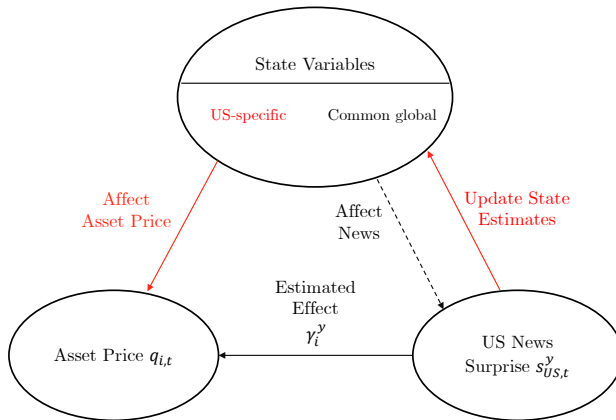 State Variables
US-specific
Common global
Affect
Asset Price
Affect
News
Update State
Estimates
Estimated
Effect
γ_i^y
Asset Price q_{i,t}
US News
Surprise s_{US,t}^y